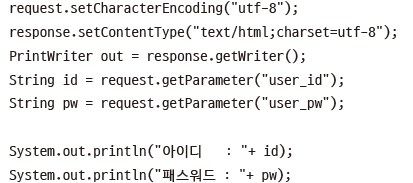 request.setCharacterEncoding("utf-8");
response.setContentType("text/html;charset=utf-8");
PrintWriter out = response.getWriter();
String id = request.getParameter("user_id");
String pw = request.getParameter("user_pw");

System.out.println("아이디   : "+ id);
System.out.println("패스워드 : "+ pw);